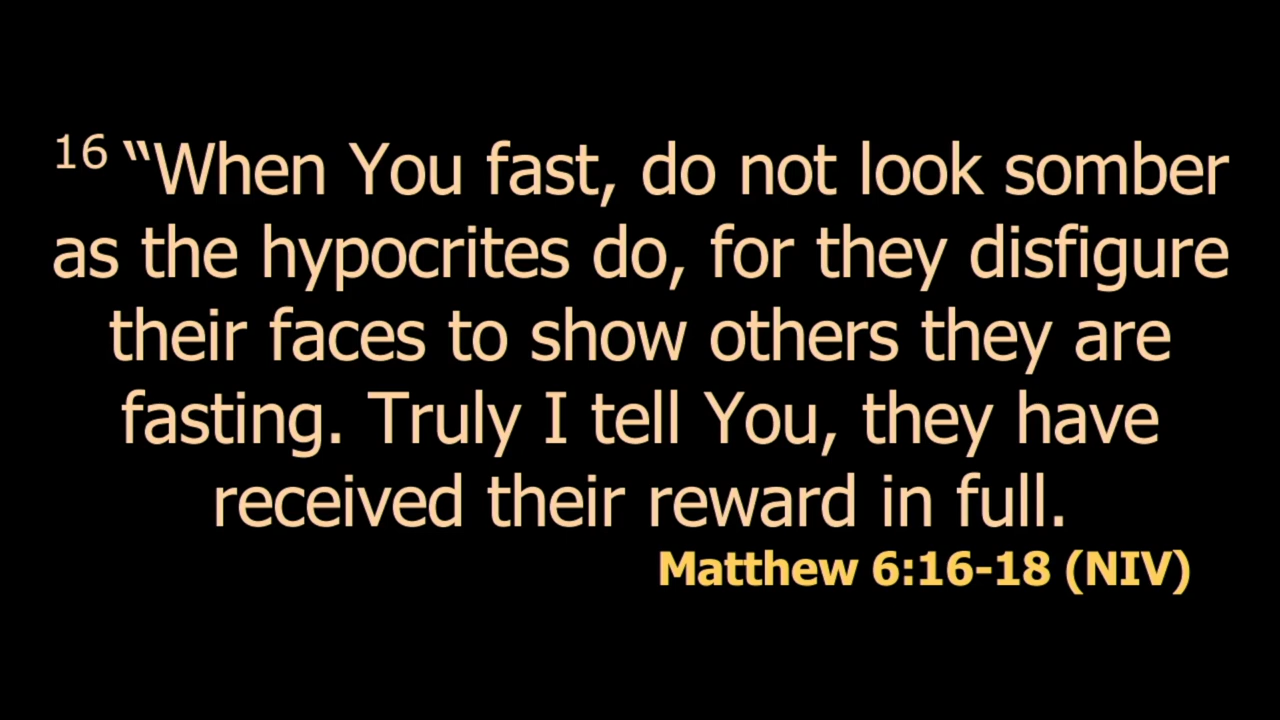 16 “When You fast, do not look somber
as the hypocrites do, for they disfigure
their faces to show others they are
fasting. Truly I tell You, they have
received their reward in full.
Matthew 6:16-18 (NIV)